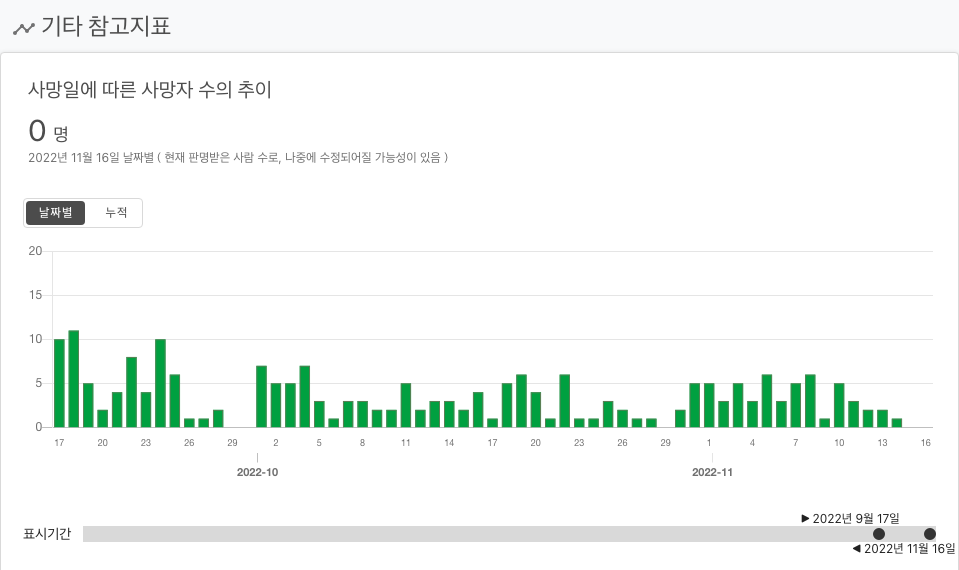 기타 참고지표
사망일에 따른 사망자 수의 추이
0 명
2022년 11월 16일 날짜별 ( 현재 판명받은 사람 수로, 나중에 수정되어질 가능성이 있음 )
날짜별 누적
20
15
10
5
0
17 20 23 26 29 2 5 8 11 14 17 20 23 26 29 1 4 7 10 13 16
2022-10 2022-11
▶ 2022년 9월 17일
표시기간
◀ 2022년 11월 16일